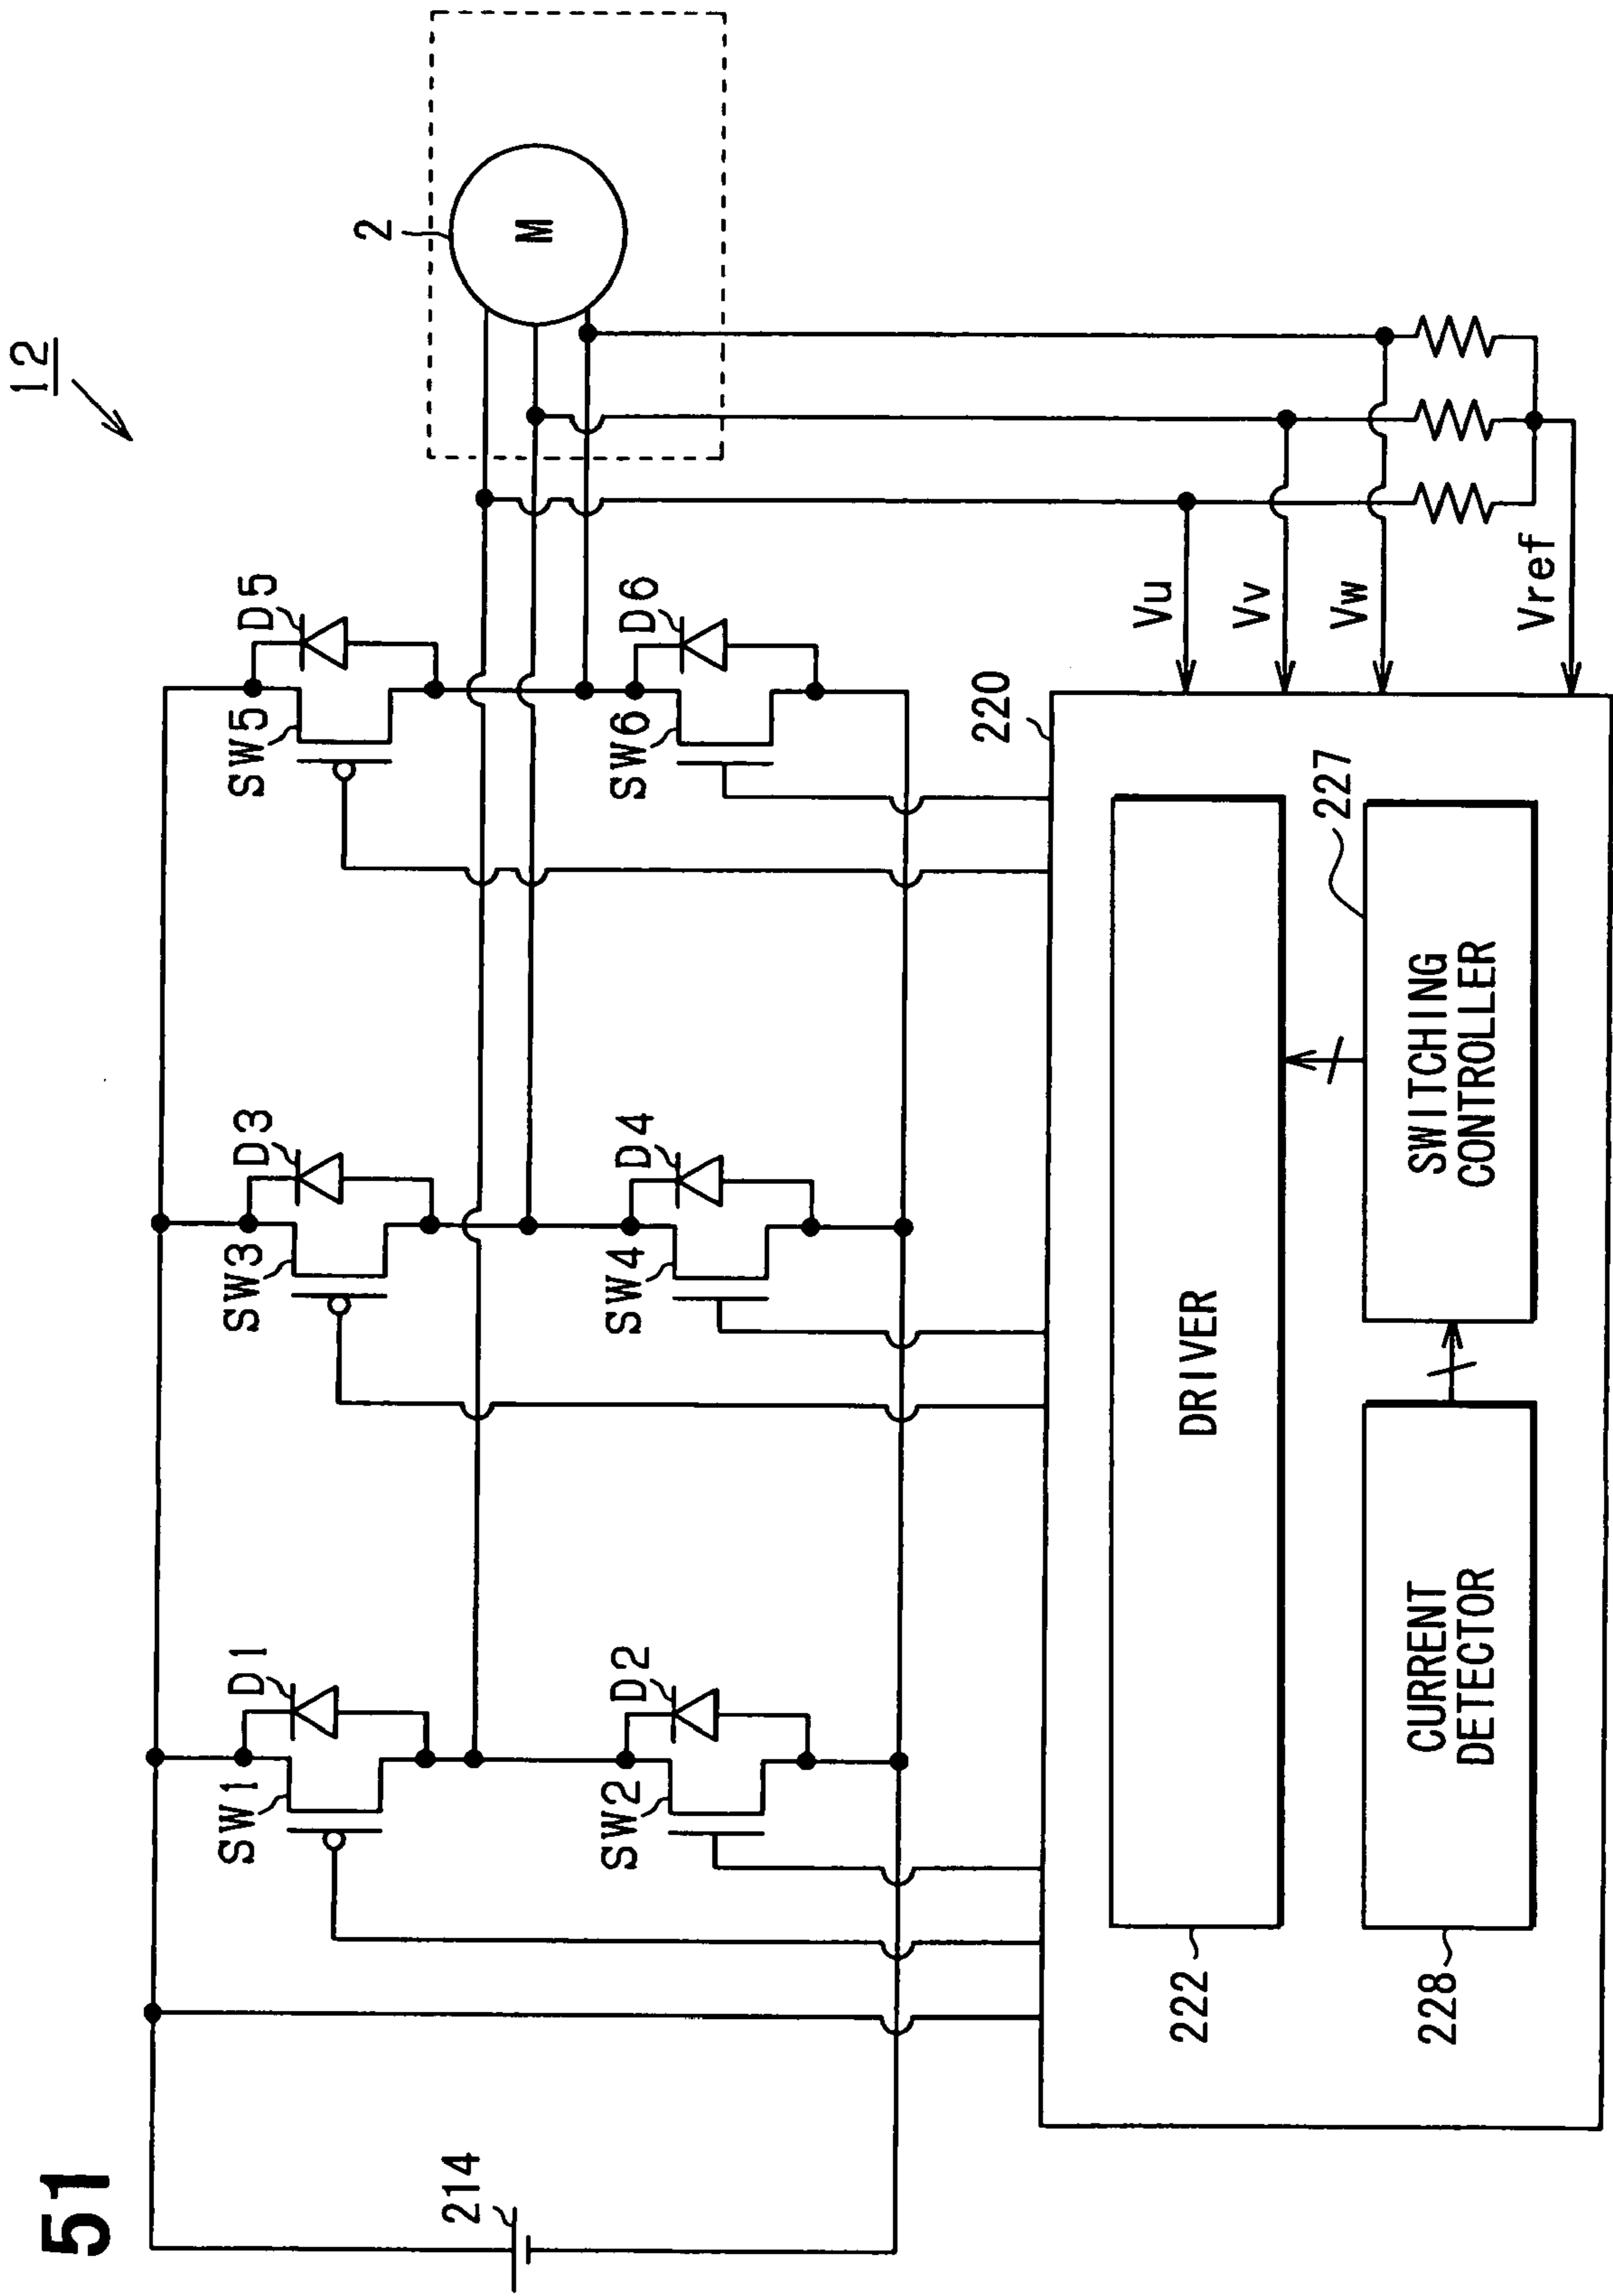 51
12
2
M
D1
D3
D5
SW1
SW3
SW5
D2
D4
D6
SW2
SW4
SW6
214
220
Vu
Vv
Vw
Vref
DRIVER
222
227
CURRENT
DETECTOR
SWITCHING
CONTROLLER
228